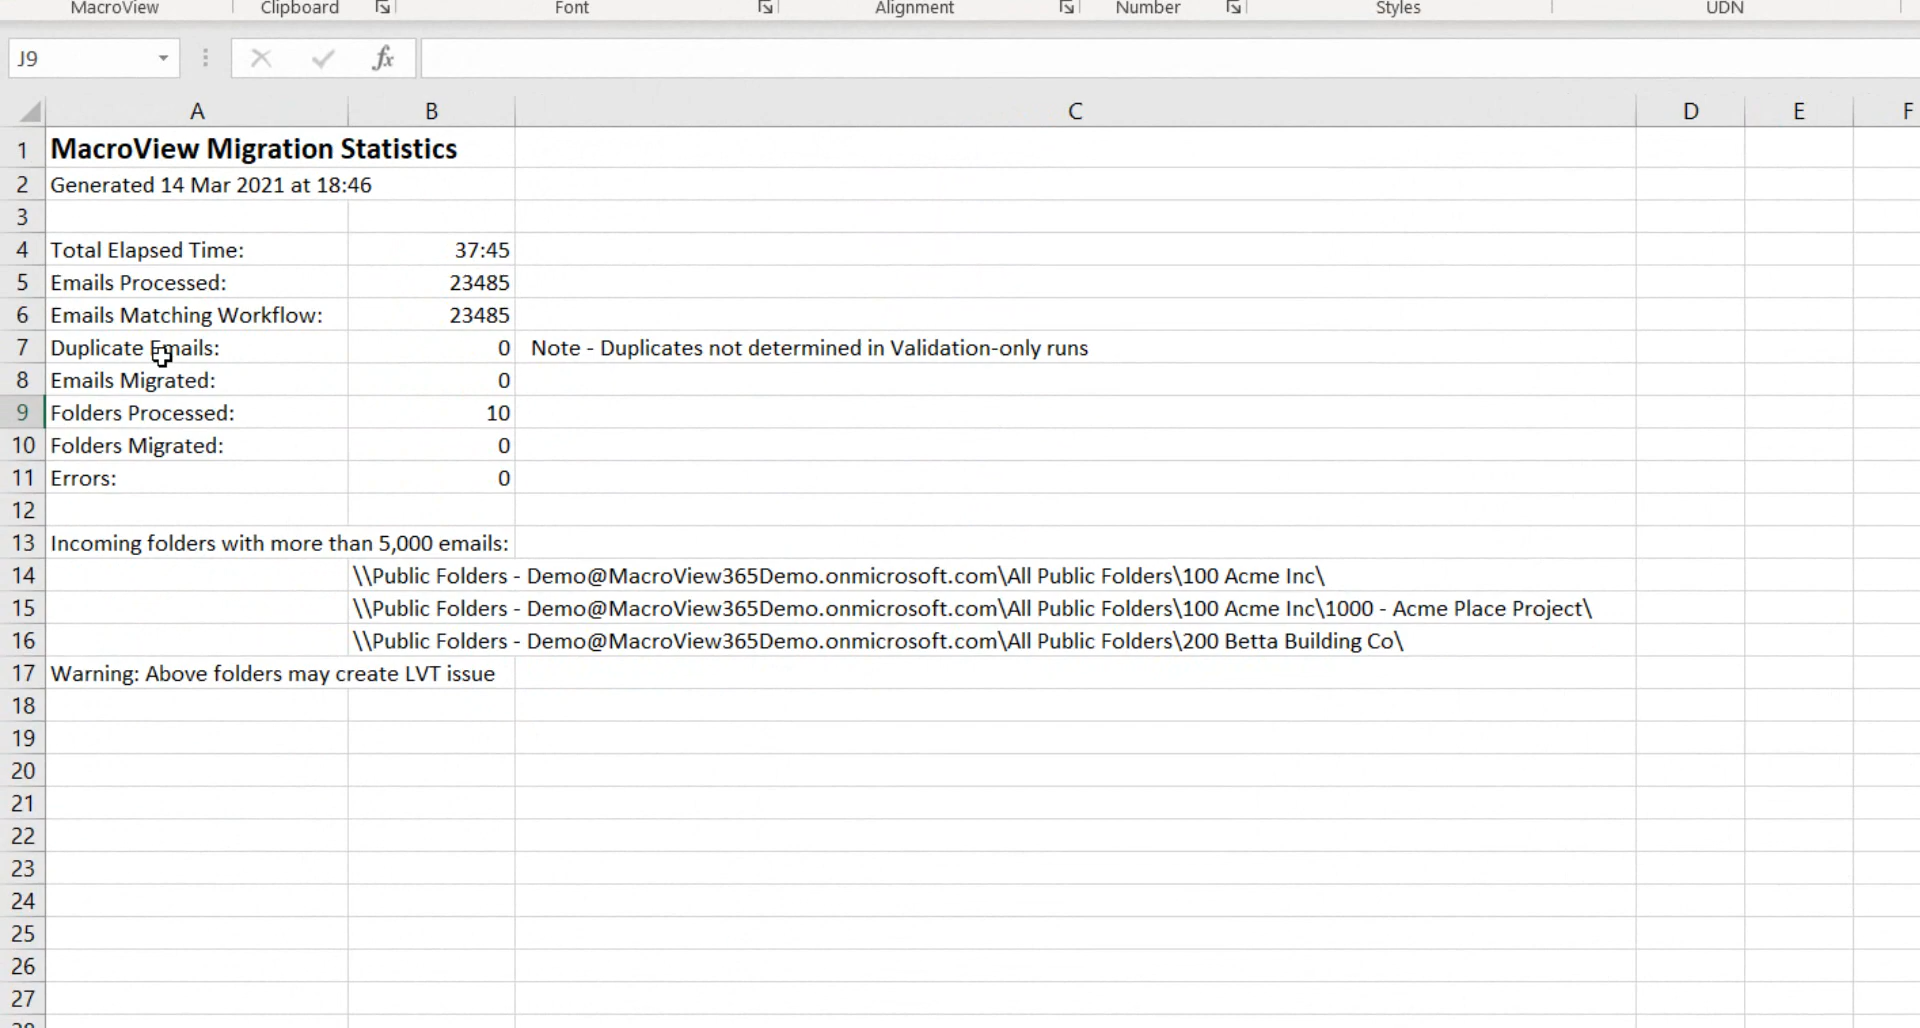 MacroView Clipboard Font Alignment Number Styles UDN
J9 fx
A B C D E F
1 MacroView Migration Statistics
2 Generated 14 Mar 2021 at 18:46
3
4 Total Elapsed Time: 37:45
5 Emails Processed: 23485
6 Emails Matching Workflow: 23485
7 Duplicate Emails: 0 Note - Duplicates not determined in Validation-only runs
8 Emails Migrated: 0
9 Folders Processed: 10
10 Folders Migrated: 0
11 Errors: 0
12
13 Incoming folders with more than 5,000 emails:
14 \\Public Folders - Demo@MacroView365Demo.onmicrosoft.com\All Public Folders\100 Acme Inc\
15 \\Public Folders - Demo@MacroView365Demo.onmicrosoft.com\All Public Folders\100 Acme Inc\1000 - Acme Place Project\
16 \\Public Folders - Demo@MacroView365Demo.onmicrosoft.com\All Public Folders\200 Betta Building Co\
17 Warning: Above folders may create LVT issue
18
19
20
21
22
23
24
25
26
27